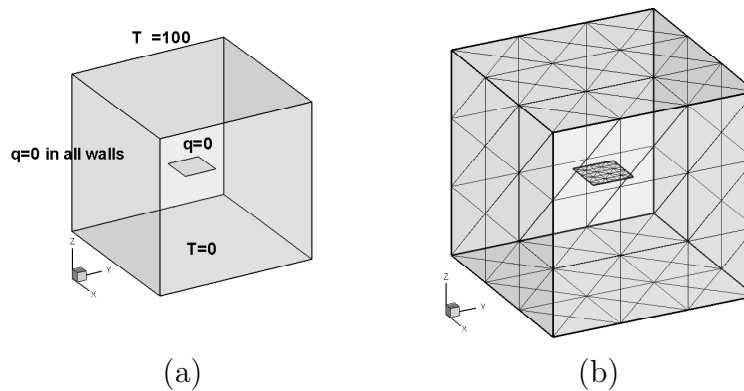 T =100
q=0
q=0 in all walls
T=0
Z
Y
X
Z
Y
X
(a)
(b)